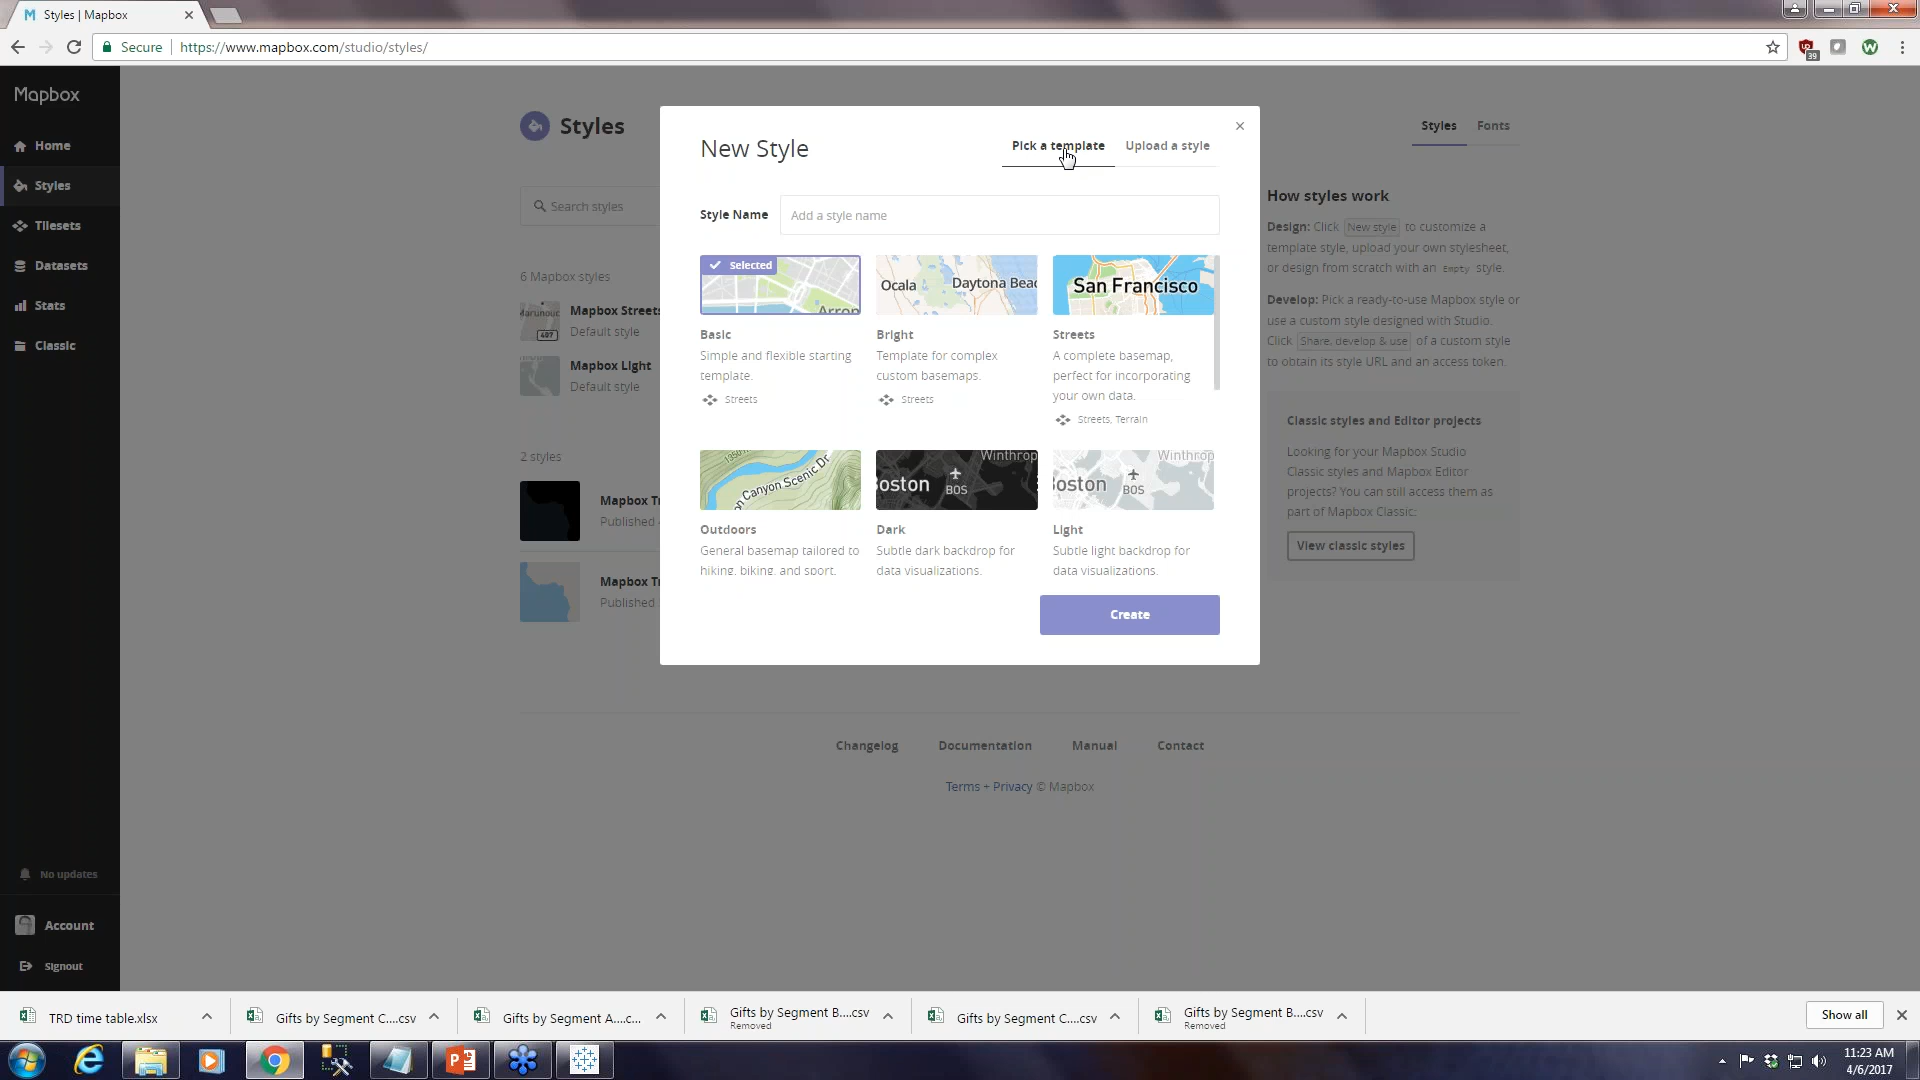 Styles | Mapbox
Secure
https://www.mapbox.com/studio/styles/
39
W
Mapbox
Home
Styles
Tilesets
Datasets
Stats
Classic
No updates
Account
Signout
Styles
Styles
Fonts
Search styles
6 Mapbox styles
Marunouc
407
Mapbox Streets
Default style
Mapbox Light
Default style
2 styles
Mapbox Tr
Published
Mapbox Tr
Published
New Style
Pick a template
Upload a style
Style Name
Add a style name
Selected
Basic
Simple and flexible starting
template.
Streets
Ocala
Daytona Beac
Bright
Template for complex
custom basemaps.
Streets
San Francisco
Streets
A complete basemap,
perfect for incorporating
your own data.
Streets, Terrain
1350
on Canyon Scenic Dr
Outdoors
General basemap tailored to
hiking, biking, and sport.
Winthrop
Boston
BOS
Dark
Subtle dark backdrop for
data visualizations.
Winthrop
Boston
BOS
Light
Subtle light backdrop for
data visualizations.
Create
How styles work
Design: Click New style to customize a
template style, upload your own stylesheet,
or design from scratch with an Empty style.
Develop: Pick a ready-to-use Mapbox style or
use a custom style designed with Studio.
Click Share, develop & use of a custom style
to obtain its style URL and an access token.
Classic styles and Editor projects
Looking for your Mapbox Studio
Classic styles and Mapbox Editor
projects? You can still access them as
part of Mapbox Classic:
View classic styles
Changelog
Documentation
Manual
Contact
Terms + Privacy © Mapbox
TRD time table.xlsx
Gifts by Segment C....csv
Gifts by Segment A....c...
Gifts by Segment B....csv
Removed
Gifts by Segment C....csv
Gifts by Segment B....csv
Removed
Show all
11:23 AM
4/6/2017